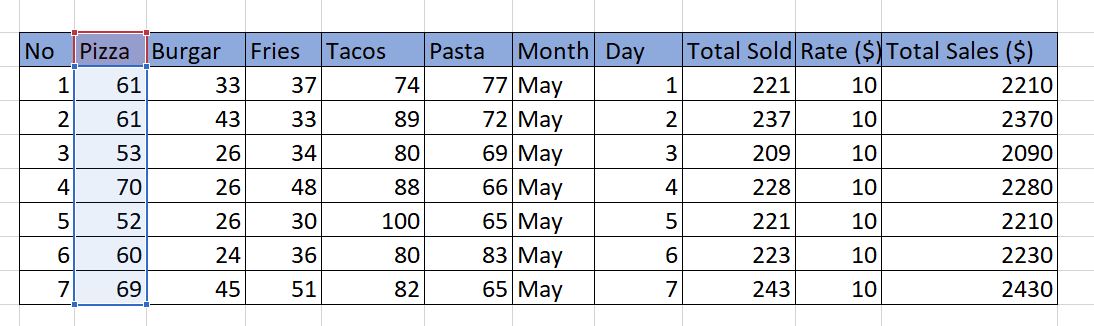 No Pizza Burgar Fries Tacos Pasta Month Day Total Sold Rate ($) Total Sales ($)
1 61 33 37 74 77 May 1 221 10 2210
2 61 43 33 89 72 May 2 237 10 2370
3 53 26 34 80 69 May 3 209 10 2090
4 70 26 48 88 66 May 4 228 10 2280
5 52 26 30 100 65 May 5 221 10 2210
6 60 24 36 80 83 May 6 223 10 2230
7 69 45 51 82 65 May 7 243 10 2430